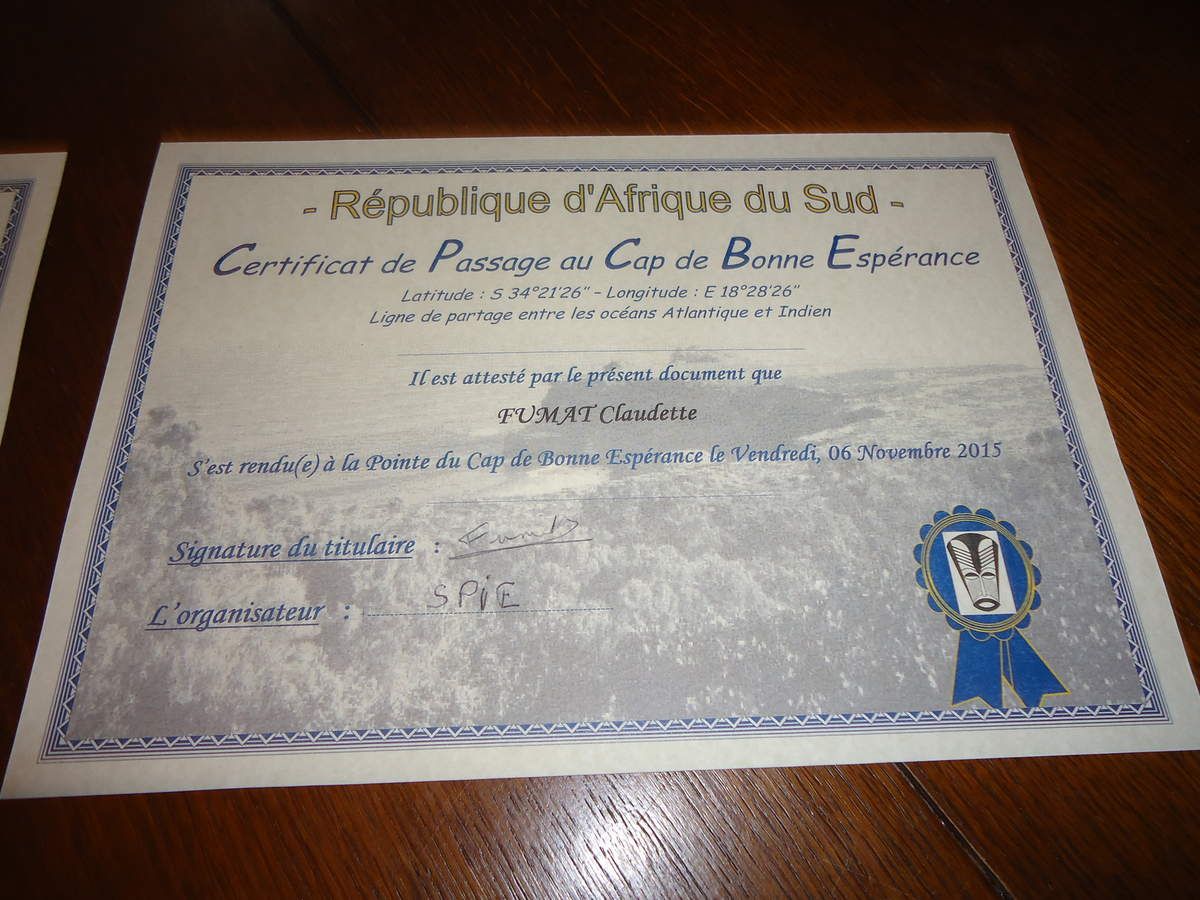 - République d'Afrique du Sud -
Certificat de Passage au Cap de Bonne Espérance
Latitude : S 34°21'26" – Longitude : E 18°28'26"
Ligne de partage entre les océans Atlantique et Indien
Il est attesté par le présent document que
FUMAT Claudette
S'est rendu(e) à la Pointe du Cap de Bonne Espérance le Vendredi, 06 Novembre 2015
Signature du titulaire :
L'organisateur : SPiE